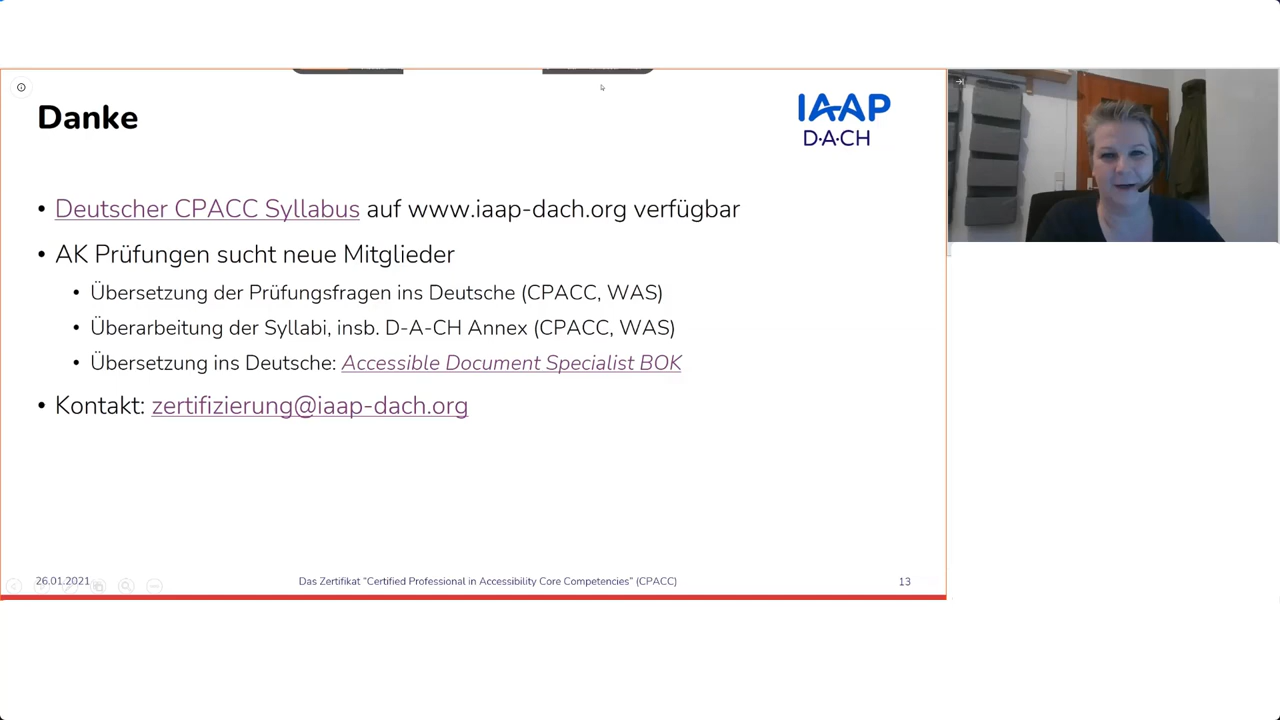 Danke
IAAP
D·A·CH
• Deutscher CPACC Syllabus auf www.iaap-dach.org verfügbar
• AK Prüfungen sucht neue Mitglieder
• Übersetzung der Prüfungsfragen ins Deutsche (CPACC, WAS)
• Überarbeitung der Syllabi, insb. D-A-CH Annex (CPACC, WAS)
• Übersetzung ins Deutsche: Accessible Document Specialist BOK
• Kontakt: zertifizierung@iaap-dach.org
26.01.2021
Das Zertifikat "Certified Professional in Accessibility Core Competencies" (CPACC)
13